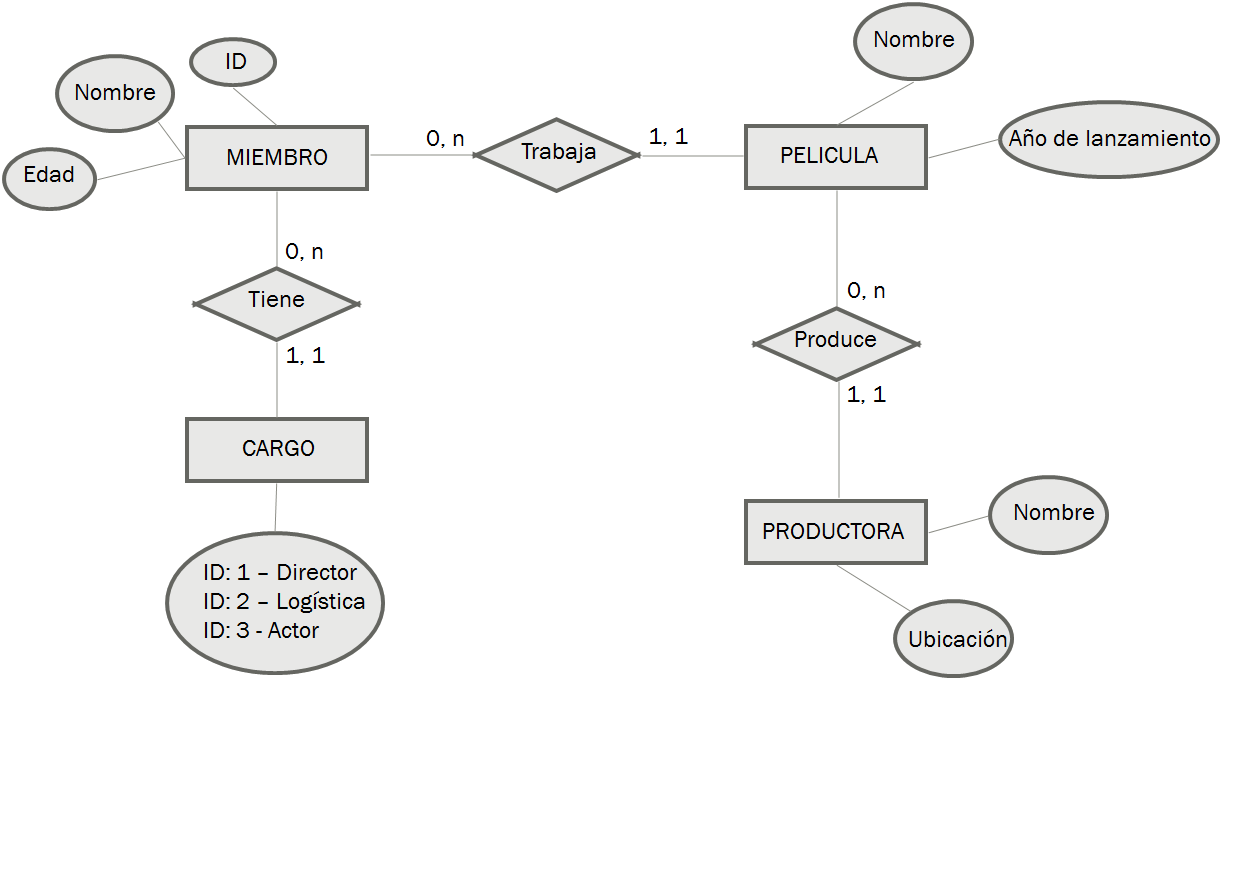 Nombre
ID
Nombre
Edad
MIEMBRO
0, n
Trabaja
1, 1
PELICULA
Año de lanzamiento
0, n
Tiene
1, 1
CARGO
ID: 1 – Director
ID: 2 – Logística
ID: 3 - Actor
0, n
Produce
1, 1
PRODUCTORA
Nombre
Ubicación